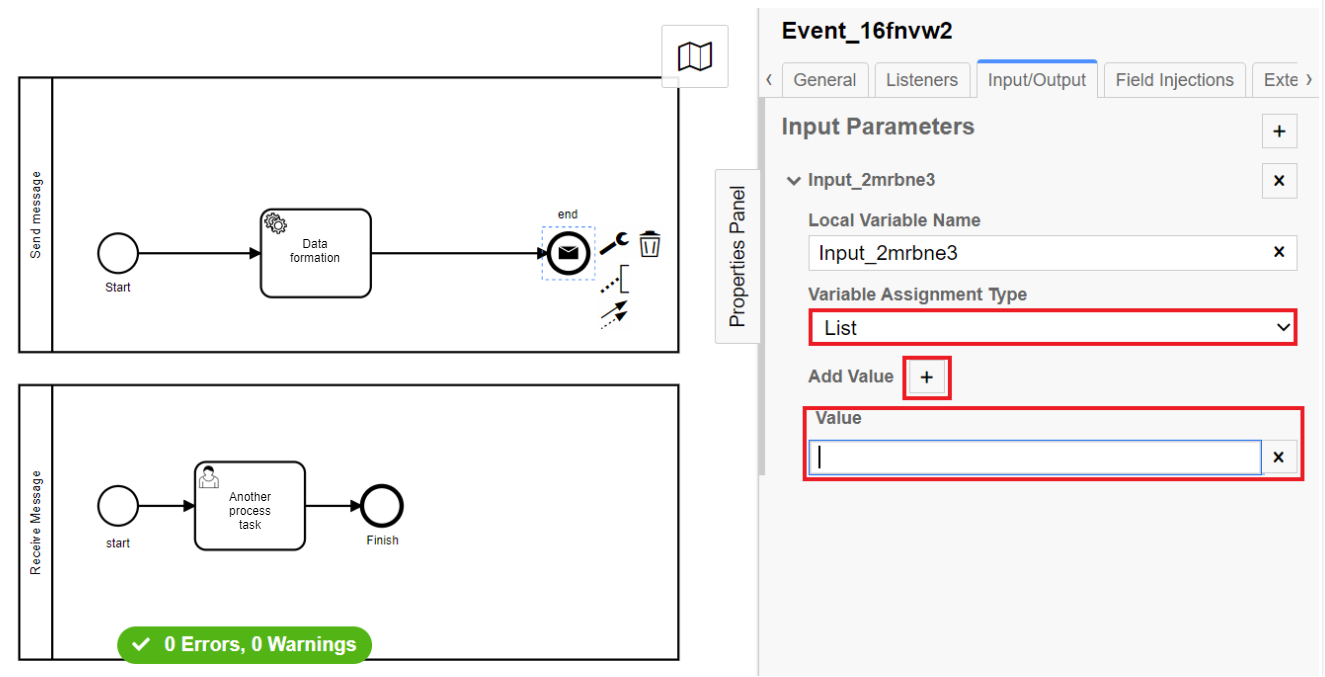 Event_16fnvw2
General
Listeners
Input/Output
Field Injections
Exte
Input Parameters
+
Input_2mrbne3
x
Local Variable Name
Input_2mrbne3
x
Variable Assignment Type
List
Add Value
+
Value
x
Properties Panel
Send message
Start
Data
formation
end
Receive Message
start
Another
process
task
Finish
0 Errors, 0 Warnings